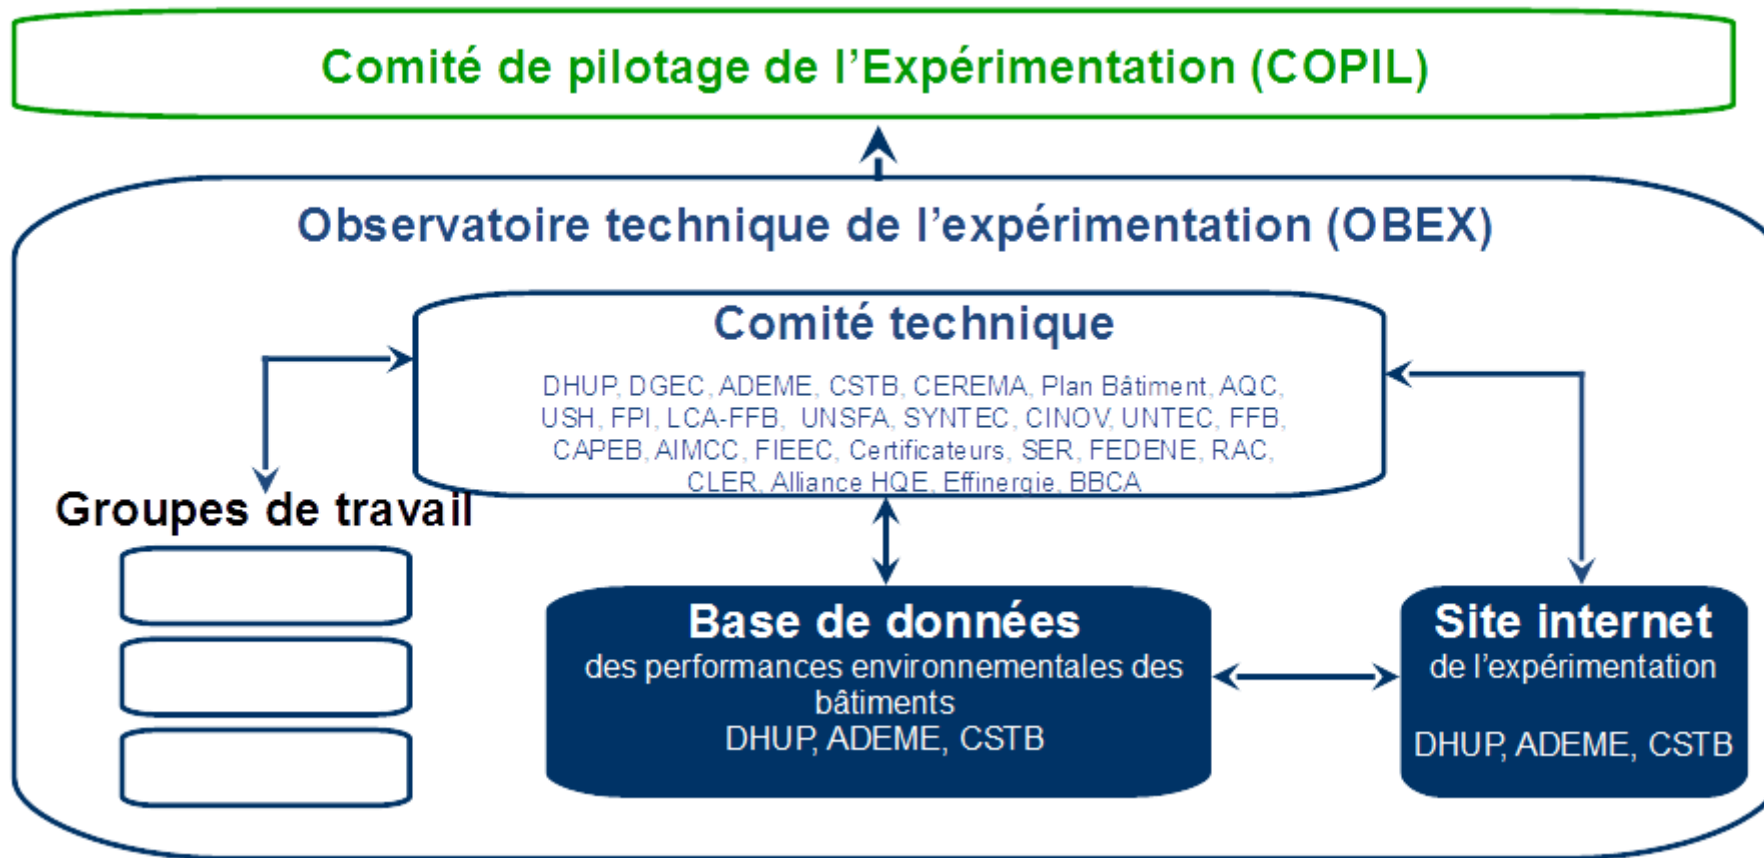 Comité de pilotage de l’Expérimentation (COPIL)
Observatoire technique de l’expérimentation (OBEX)
Comité technique
DHUP, DGEC, ADEME, CSTB, CEREMA, Plan Bâtiment, AQC,
USH, FPI, LCA-FFB, UNSFA, SYNTEC, CINOV, UNTEC, FFB,
CAPEB, AIMCC, FIEEC, Certificateurs, SER, FEDENE, RAC,
CLER, Alliance HQE, Effinergie, BBCA
Groupes de travail
Base de données
des performances environnementales des
bâtiments
DHUP, ADEME, CSTB
Site internet
de l’expérimentation
DHUP, ADEME, CSTB